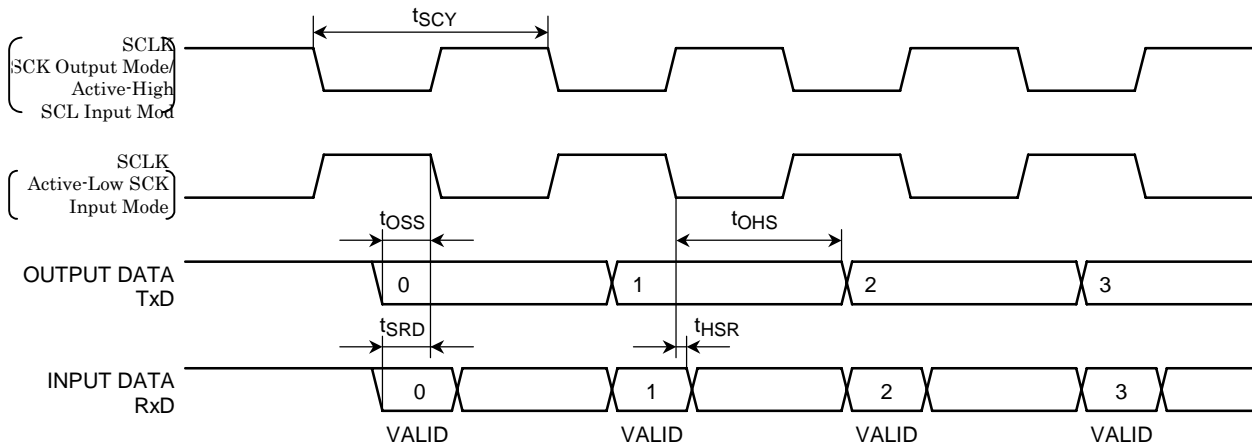 tSCY
SCLK
SCK Output Mode/
Active-High
SCL Input Mod
SCLK
Active-Low SCK
Input Mode
tOSS
tOHS
OUTPUT DATA
TxD
0
1
2
3
tSRD
tHSR
INPUT DATA
RxD
0
1
2
3
VALID
VALID
VALID
VALID